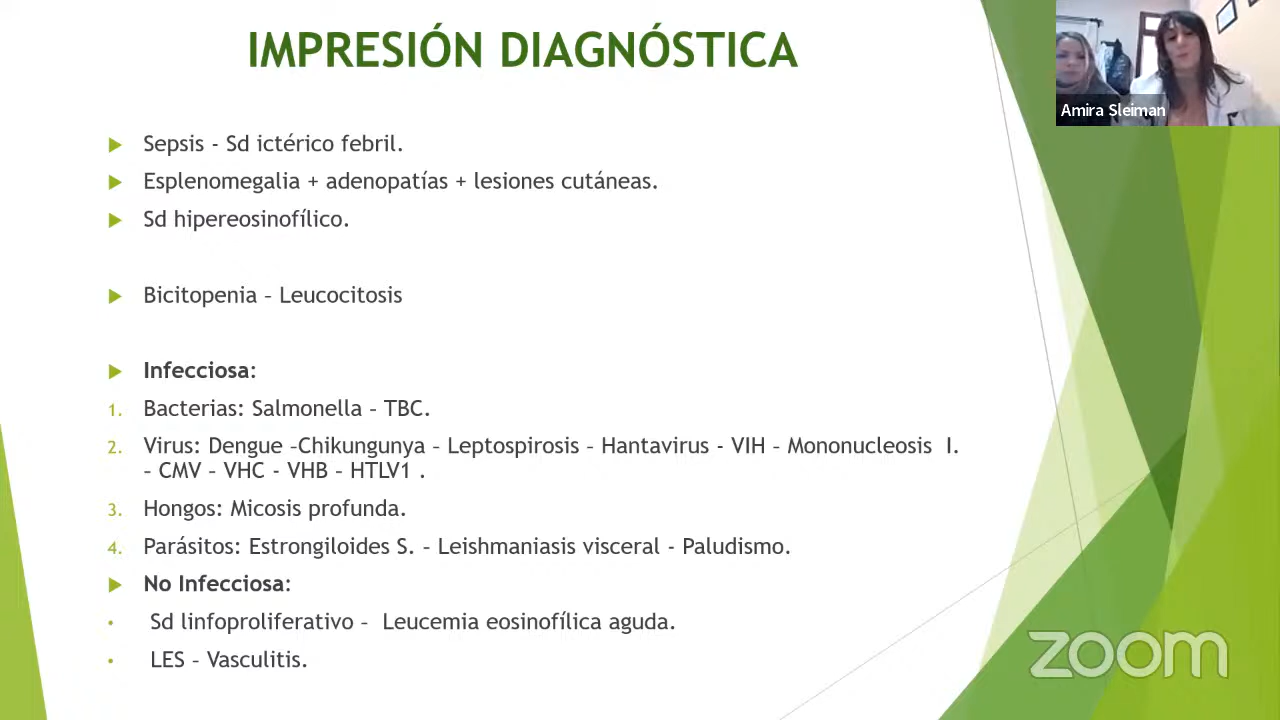 IMPRESIÓN DIAGNÓSTICA
Amira Sleiman
Sepsis - Sd ictérico febril.
Esplenomegalia + adenopatías + lesiones cutáneas.
Sd hipereosinofílico.
Bicitopenia – Leucocitosis
Infecciosa:
1. Bacterias: Salmonella – TBC.
2. Virus: Dengue –Chikungunya – Leptospirosis – Hantavirus - VIH – Mononucleosis I.
– CMV – VHC - VHB – HTLV1 .
3. Hongos: Micosis profunda.
4. Parásitos: Estrongiloides S. – Leishmaniasis visceral - Paludismo.
No Infecciosa:
• Sd linfoproliferativo – Leucemia eosinofílica aguda.
• LES – Vasculitis.
zoom